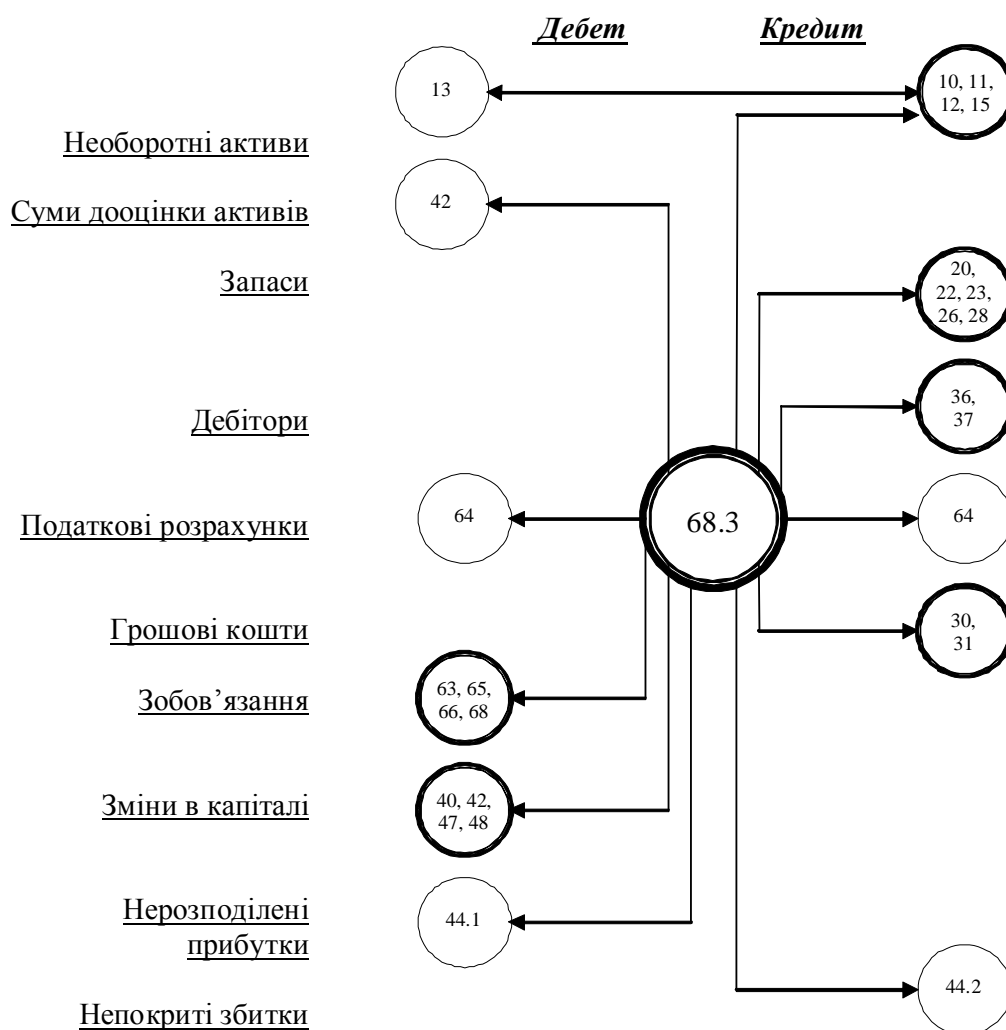 Дебет Кредит
13
10, 11,
12, 15
Необоротні активи
Суми дооцінки активів
42
Запаси
20,
22, 23,
26, 28
Дебітори
36,
37
Податкові розрахунки
64
68.3
64
Грошові кошти
30,
31
Зобов’язання
63, 65,
66, 68
Зміни в капіталі
40, 42,
47, 48
Нерозподілені
прибутки
44.1
Непокриті збитки
44.2